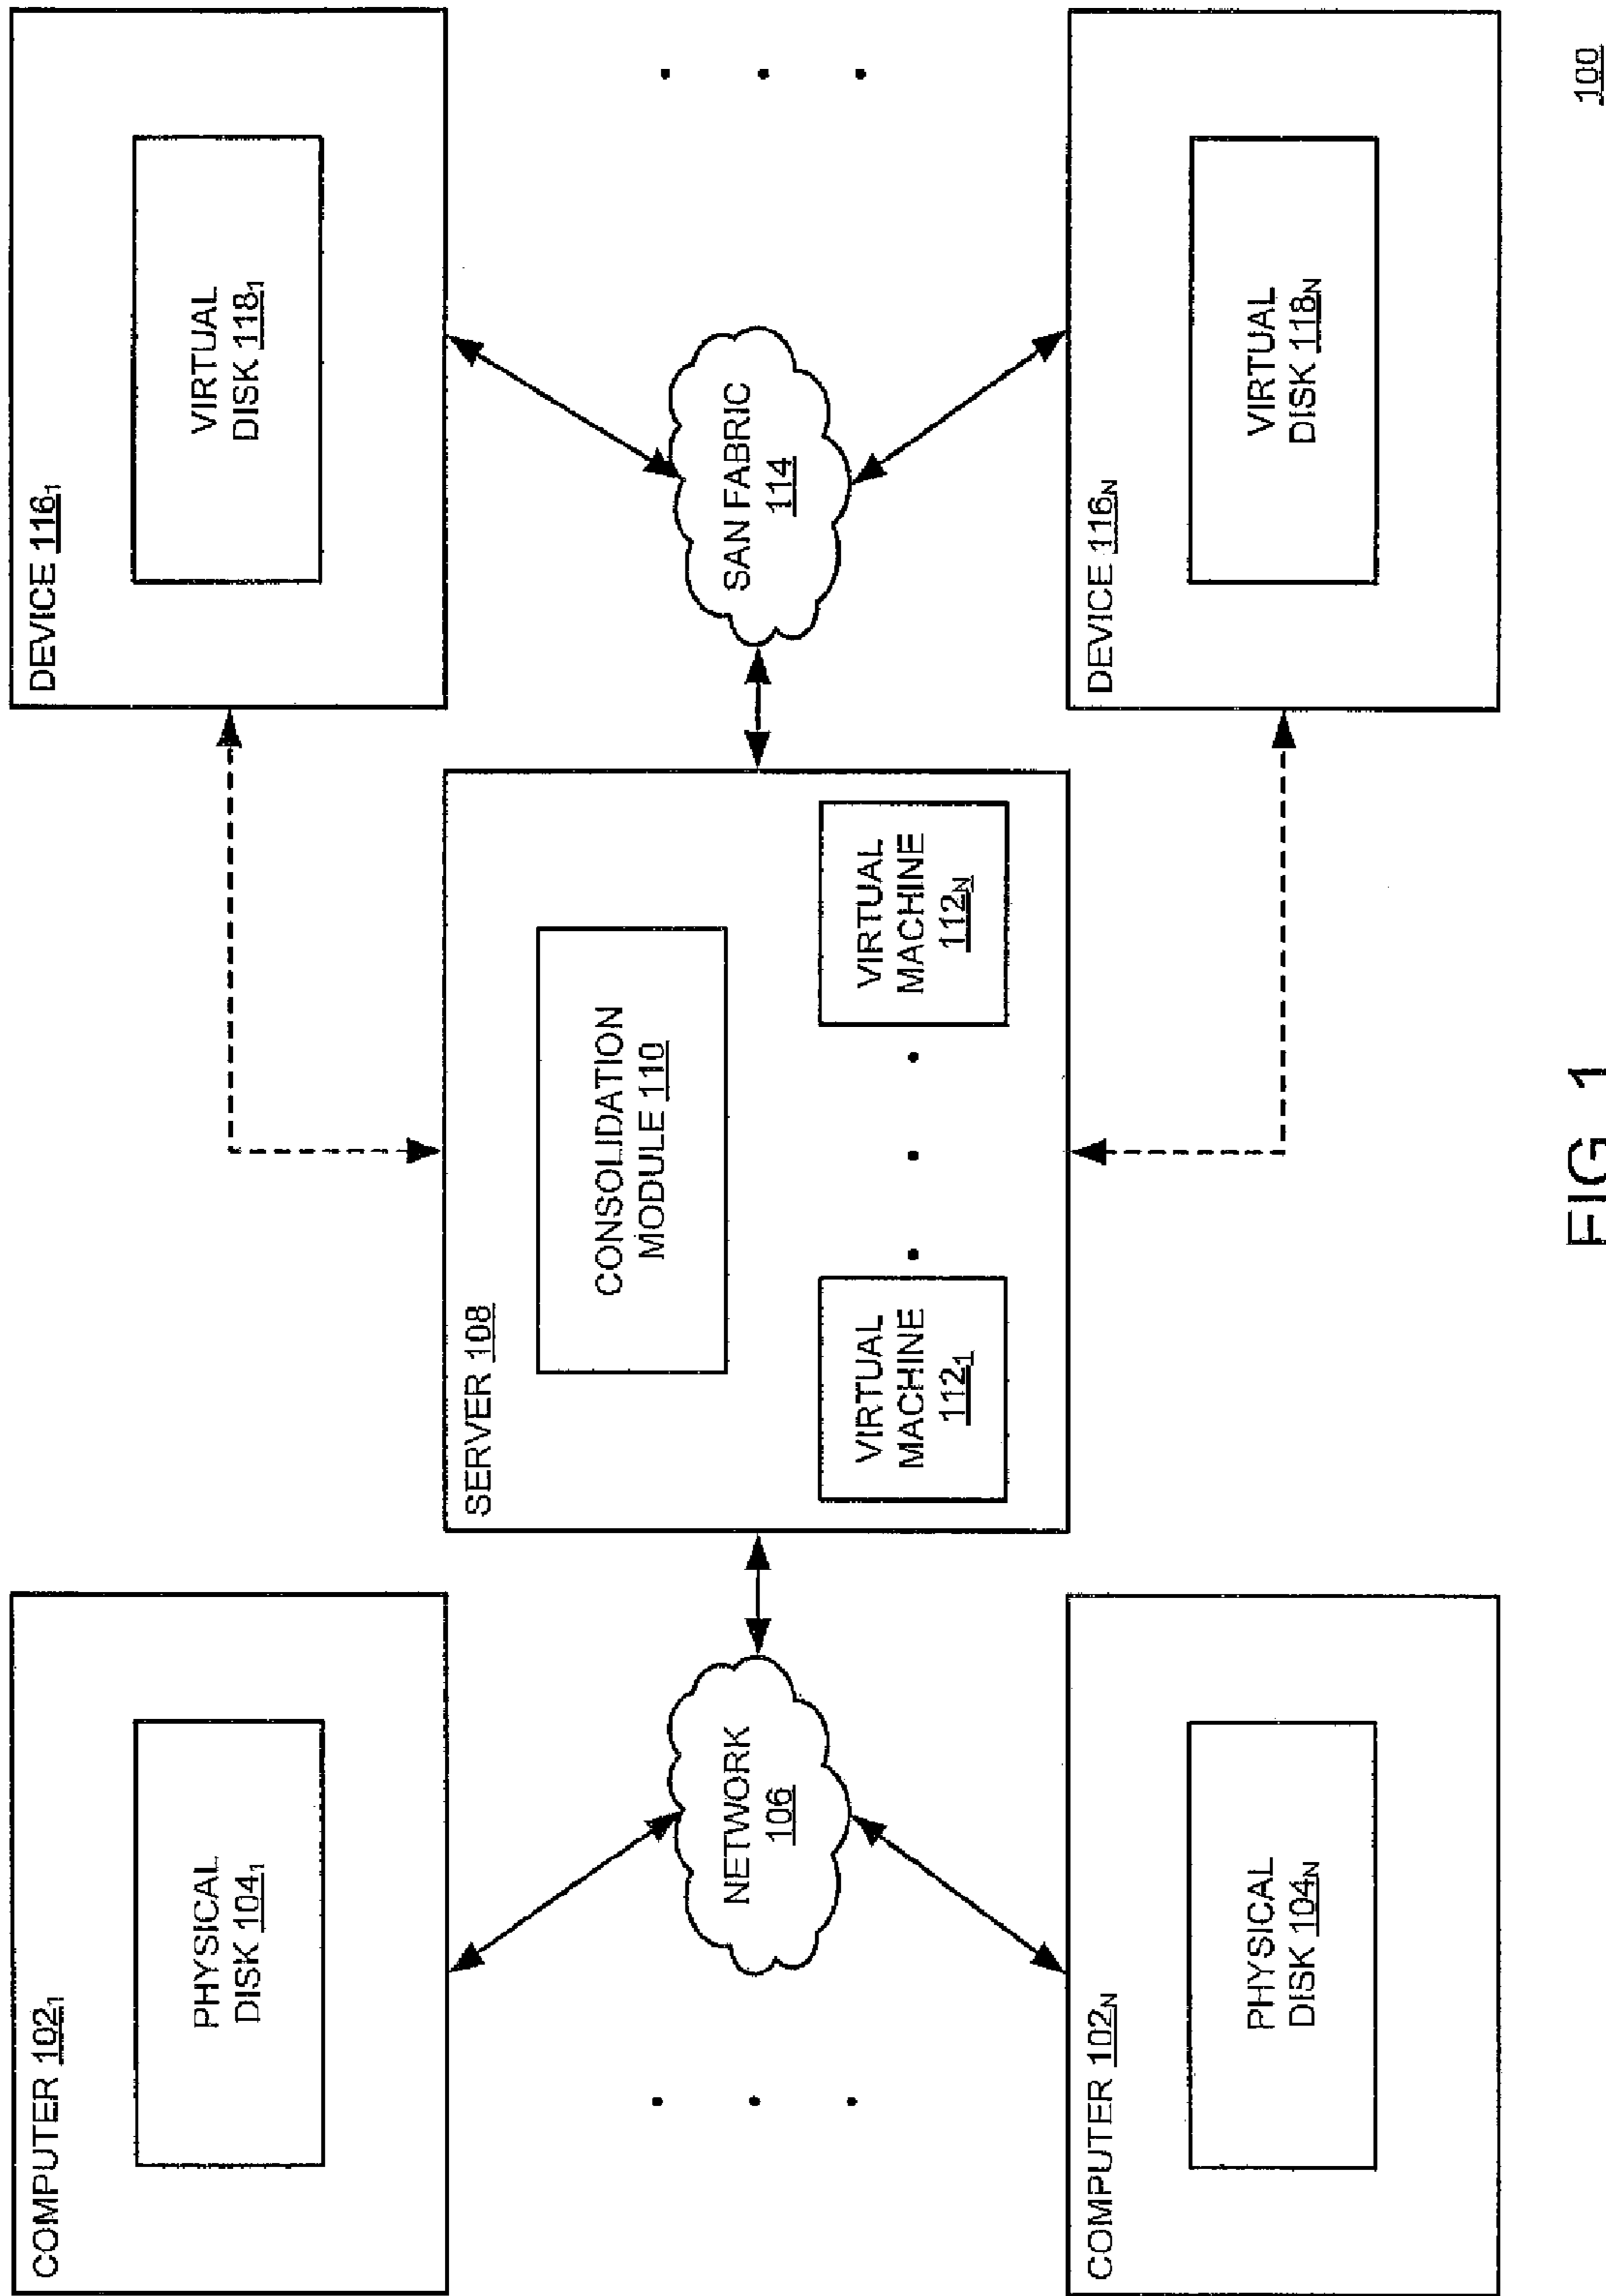 COMPUTER 102₁
PHYSICAL
DISK 104₁
NETWORK
106
COMPUTER 102N
PHYSICAL
DISK 104N
SERVER 108
CONSOLIDATION
MODULE 110
VIRTUAL
MACHINE
112₁
VIRTUAL
MACHINE
112N
DEVICE 116₁
VIRTUAL
DISK 118₁
SAN FABRIC
114
DEVICE 116N
VIRTUAL
DISK 118N
100
FIG. 1